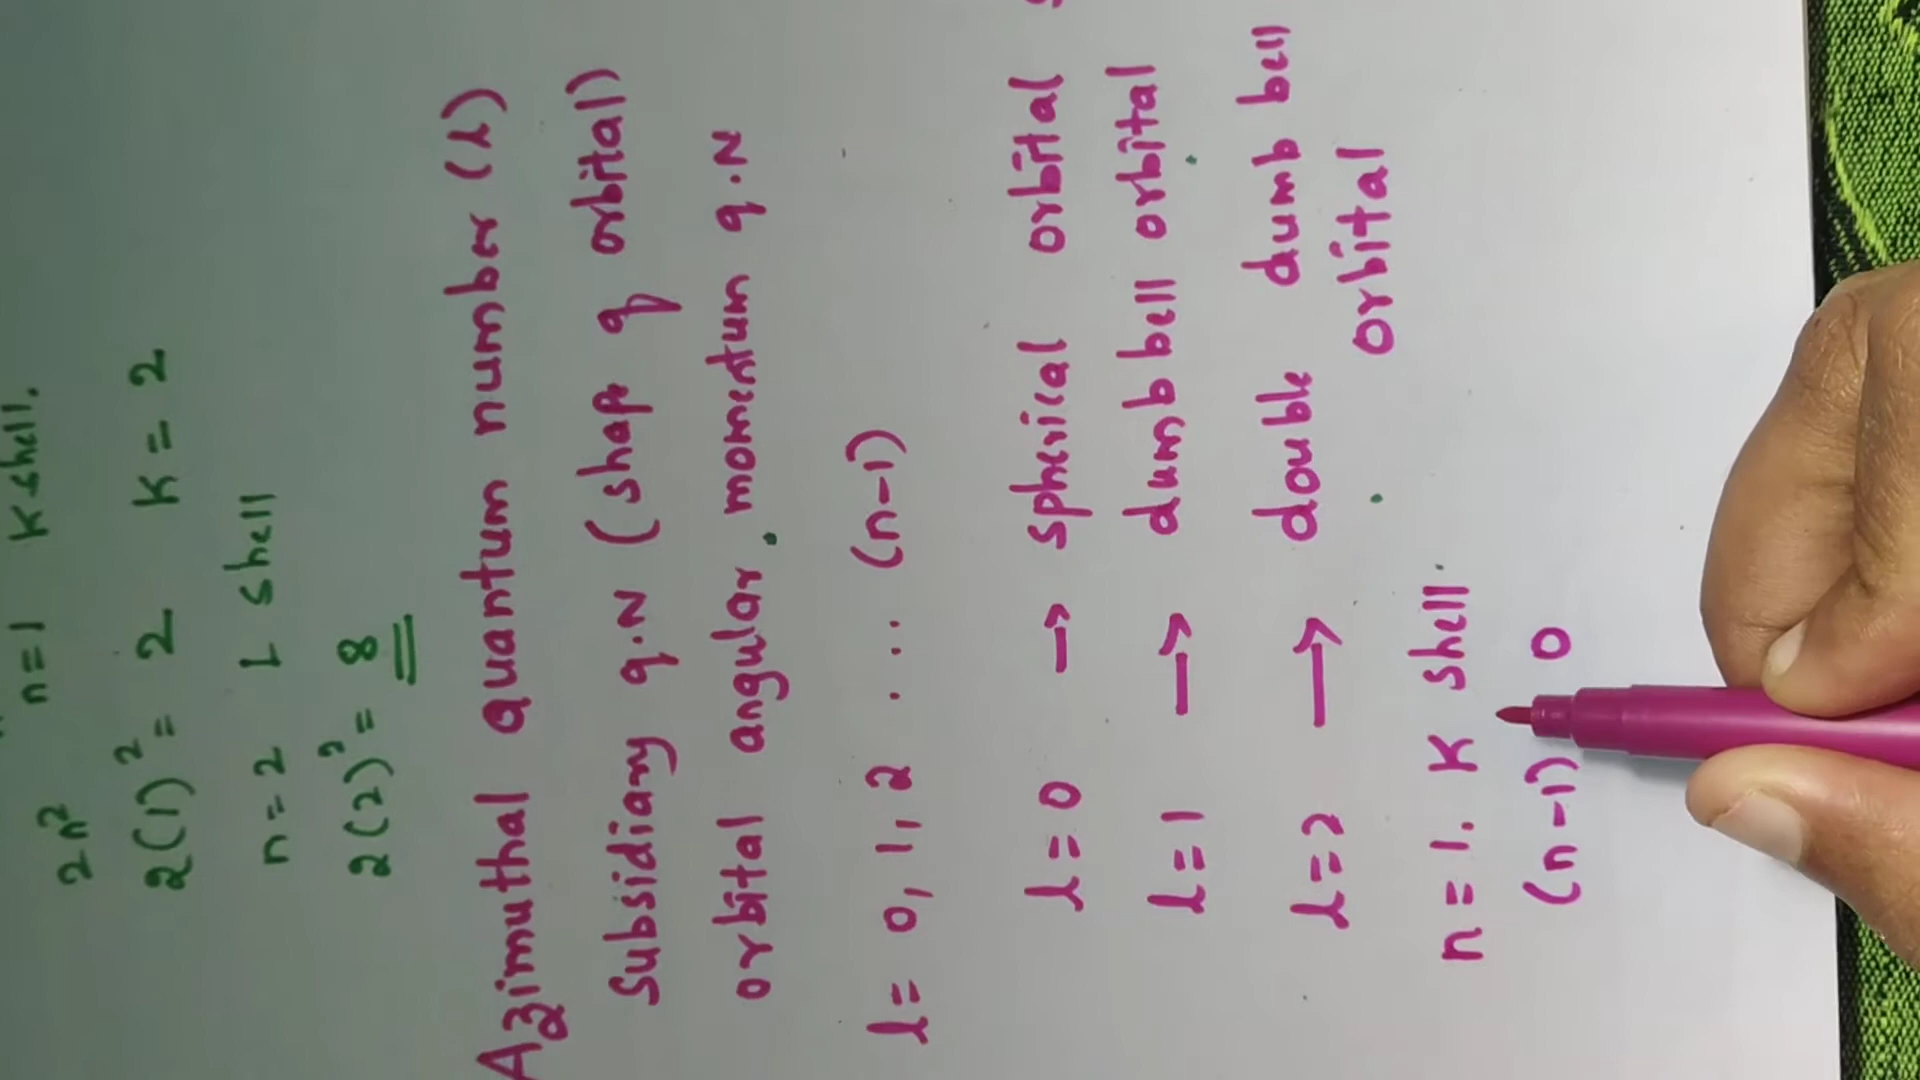 n=1 K shell.
2n²
2(1)² = 2 K = 2
n=2 L shell
2(2)² = 8
Azimuthal quantum number (l)
Subsidiary q.N (shape of orbital)
orbital angular momentum q.N
l = 0, 1, 2 ... (n-1)
l = 0 → spherical orbital
l = 1 → dumbbell orbital
l = 2 → double dumb bell
orbital
n = 1. K shell.
(n-1) 0